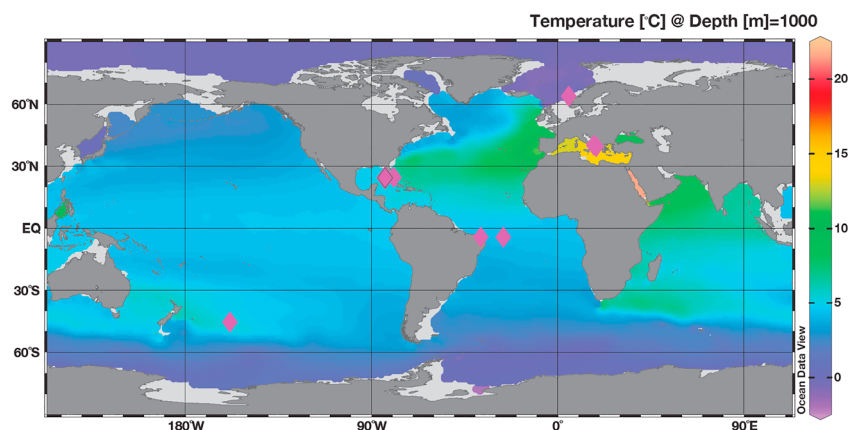 Temperature [°C] @ Depth [m]=1000
60°N
30°N
EQ
30°S
60°S
180°W
90°W
0°
90°E
20
15
10
5
0
Ocean Data View